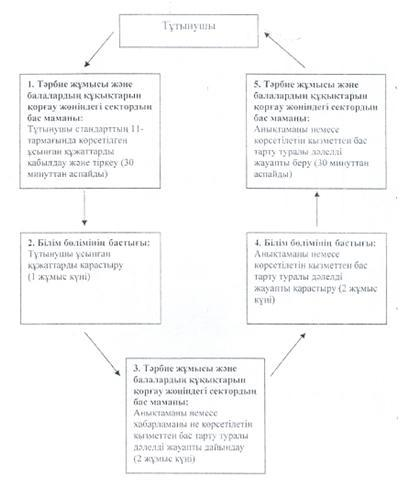 Тұтынушы
1. Тәрбие жұмысы және
балалардың құқықтарын
қорғау жөніндегі сектордың
бас маманы:
Тұтынушы стандарттың 11-
тармағында көрсетілген
ұсынған құжаттарды
қабылдау және тіркеу (30
минуттан аспайды)
2. Білім бөлімінің бастығы:
Тұтынушы ұсынған
құжаттарды қарастыру
(1 жұмыс күні)
3. Тәрбие жұмысы және
балалардың құқықтарын
қорғау жөніндегі сектордың
бас маманы:
Анықтаманы немесе
хабарламаны не көрсетілетін
қызметтен бас тарту туралы
дәлелді жауапты дайындау
(2 жұмыс күні)
4. Білім бөлімінің бастығы:
Анықтаманы немесе
көрсетілетін қызметтен бас
тарту туралы дәлелді
жауапты қарастыру (2 жұмыс
күні)
5. Тәрбие жұмысы және
балалардың құқықтарын
қорғау жөніндегі сектордың
бас маманы:
Анықтаманы немесе
көрсетілетін қызметтен бас
тарту туралы дәлелді
жауапты беру (30 минуттан
аспайды)